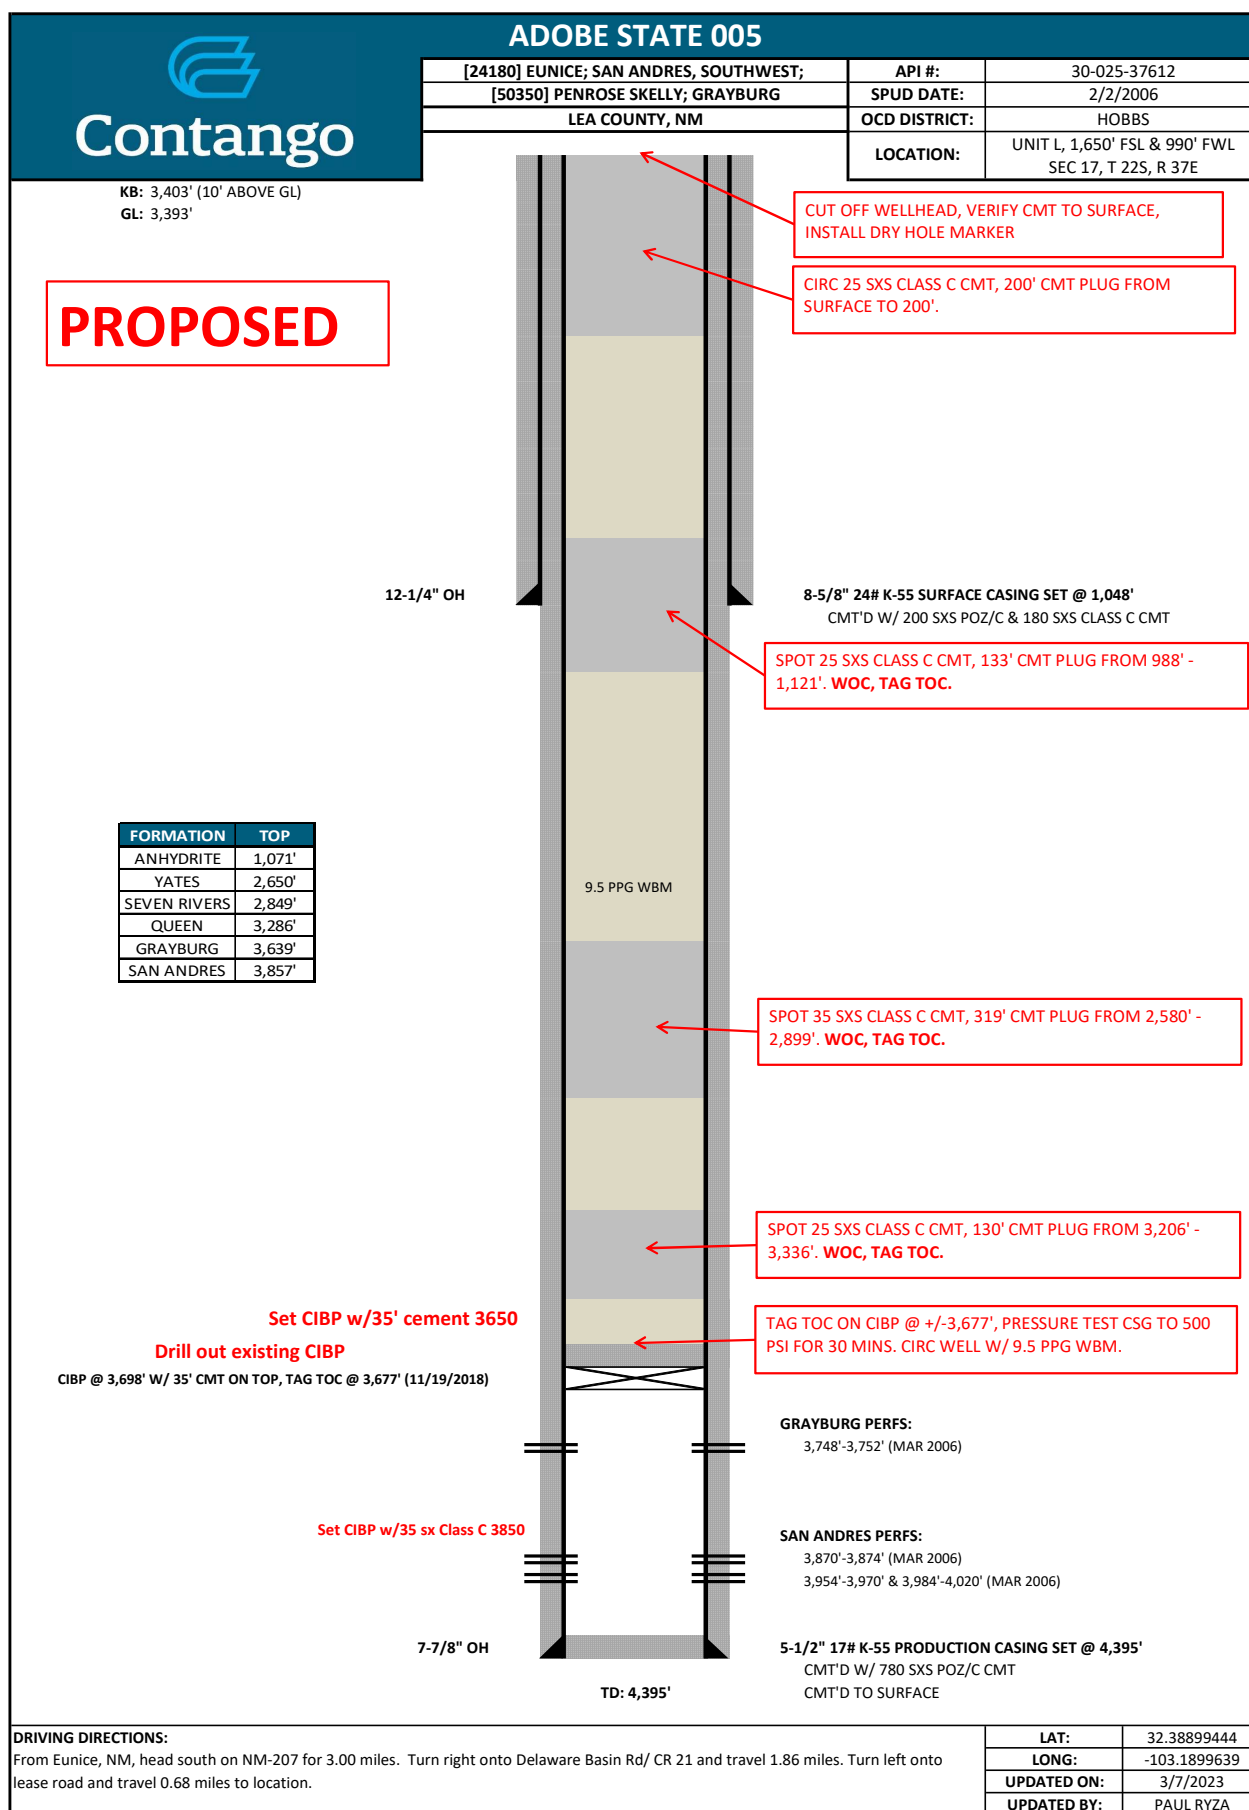 ADOBE STATE 005
Contango
[24180] EUNICE; SAN ANDRES, SOUTHWEST;
[50350] PENROSE SKELLY; GRAYBURG
LEA COUNTY, NM
API #: 30-025-37612
SPUD DATE: 2/2/2006
OCD DISTRICT: HOBBS
LOCATION: UNIT L, 1,650' FSL & 990' FWL
SEC 17, T 22S, R 37E
KB: 3,403' (10' ABOVE GL)
GL: 3,393'
PROPOSED
CUT OFF WELLHEAD, VERIFY CMT TO SURFACE,
INSTALL DRY HOLE MARKER
CIRC 25 SXS CLASS C CMT, 200' CMT PLUG FROM
SURFACE TO 200'.
12-1/4" OH
8-5/8" 24# K-55 SURFACE CASING SET @ 1,048'
CMT'D W/ 200 SXS POZ/C & 180 SXS CLASS C CMT
SPOT 25 SXS CLASS C CMT, 133' CMT PLUG FROM 988' -
1,121'. WOC, TAG TOC.
FORMATION TOP
ANHYDRITE 1,071'
YATES 2,650'
SEVEN RIVERS 2,849'
QUEEN 3,286'
GRAYBURG 3,639'
SAN ANDRES 3,857'
9.5 PPG WBM
SPOT 35 SXS CLASS C CMT, 319' CMT PLUG FROM 2,580' -
2,899'. WOC, TAG TOC.
SPOT 25 SXS CLASS C CMT, 130' CMT PLUG FROM 3,206' -
3,336'. WOC, TAG TOC.
Set CIBP w/35' cement 3650
Drill out existing CIBP
CIBP @ 3,698' W/ 35' CMT ON TOP, TAG TOC @ 3,677' (11/19/2018)
TAG TOC ON CIBP @ +/-3,677', PRESSURE TEST CSG TO 500
PSI FOR 30 MINS. CIRC WELL W/ 9.5 PPG WBM.
GRAYBURG PERFS:
3,748'-3,752' (MAR 2006)
Set CIBP w/35 sx Class C 3850
SAN ANDRES PERFS:
3,870'-3,874' (MAR 2006)
3,954'-3,970' & 3,984'-4,020' (MAR 2006)
7-7/8" OH
5-1/2" 17# K-55 PRODUCTION CASING SET @ 4,395'
CMT'D W/ 780 SXS POZ/C CMT
CMT'D TO SURFACE
TD: 4,395'
DRIVING DIRECTIONS:
From Eunice, NM, head south on NM-207 for 3.00 miles. Turn right onto Delaware Basin Rd/ CR 21 and travel 1.86 miles. Turn left onto
lease road and travel 0.68 miles to location.
LAT: 32.38899444
LONG: -103.1899639
UPDATED ON: 3/7/2023
UPDATED BY: PAUL RYZA